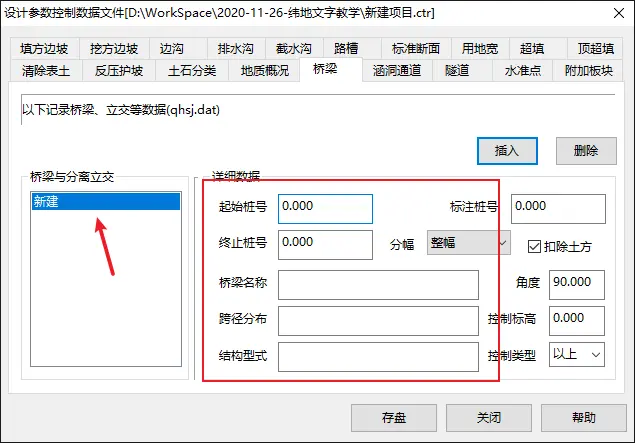 设计参数控制数据文件[D:\WorkSpace\2020-11-26-纬地文字教学\新建项目.ctr]
填方边坡 挖方边坡 边沟 排水沟 截水沟 路槽 标准断面 用地宽 超填 顶超填
清除表土 反压护坡 土石分类 地质概况 桥梁 涵洞通道 隧道 水准点 附加板块
以下记录桥梁、立交等数据(qhsj.dat)
插入 删除
桥梁与分离立交 详细数据
新建
起始桩号 0.000 标注桩号 0.000
终止桩号 0.000 分幅 整幅 扣除土方
桥梁名称 角度 90.000
跨径分布 控制标高 0.000
结构型式 控制类型 以上
存盘 关闭 帮助